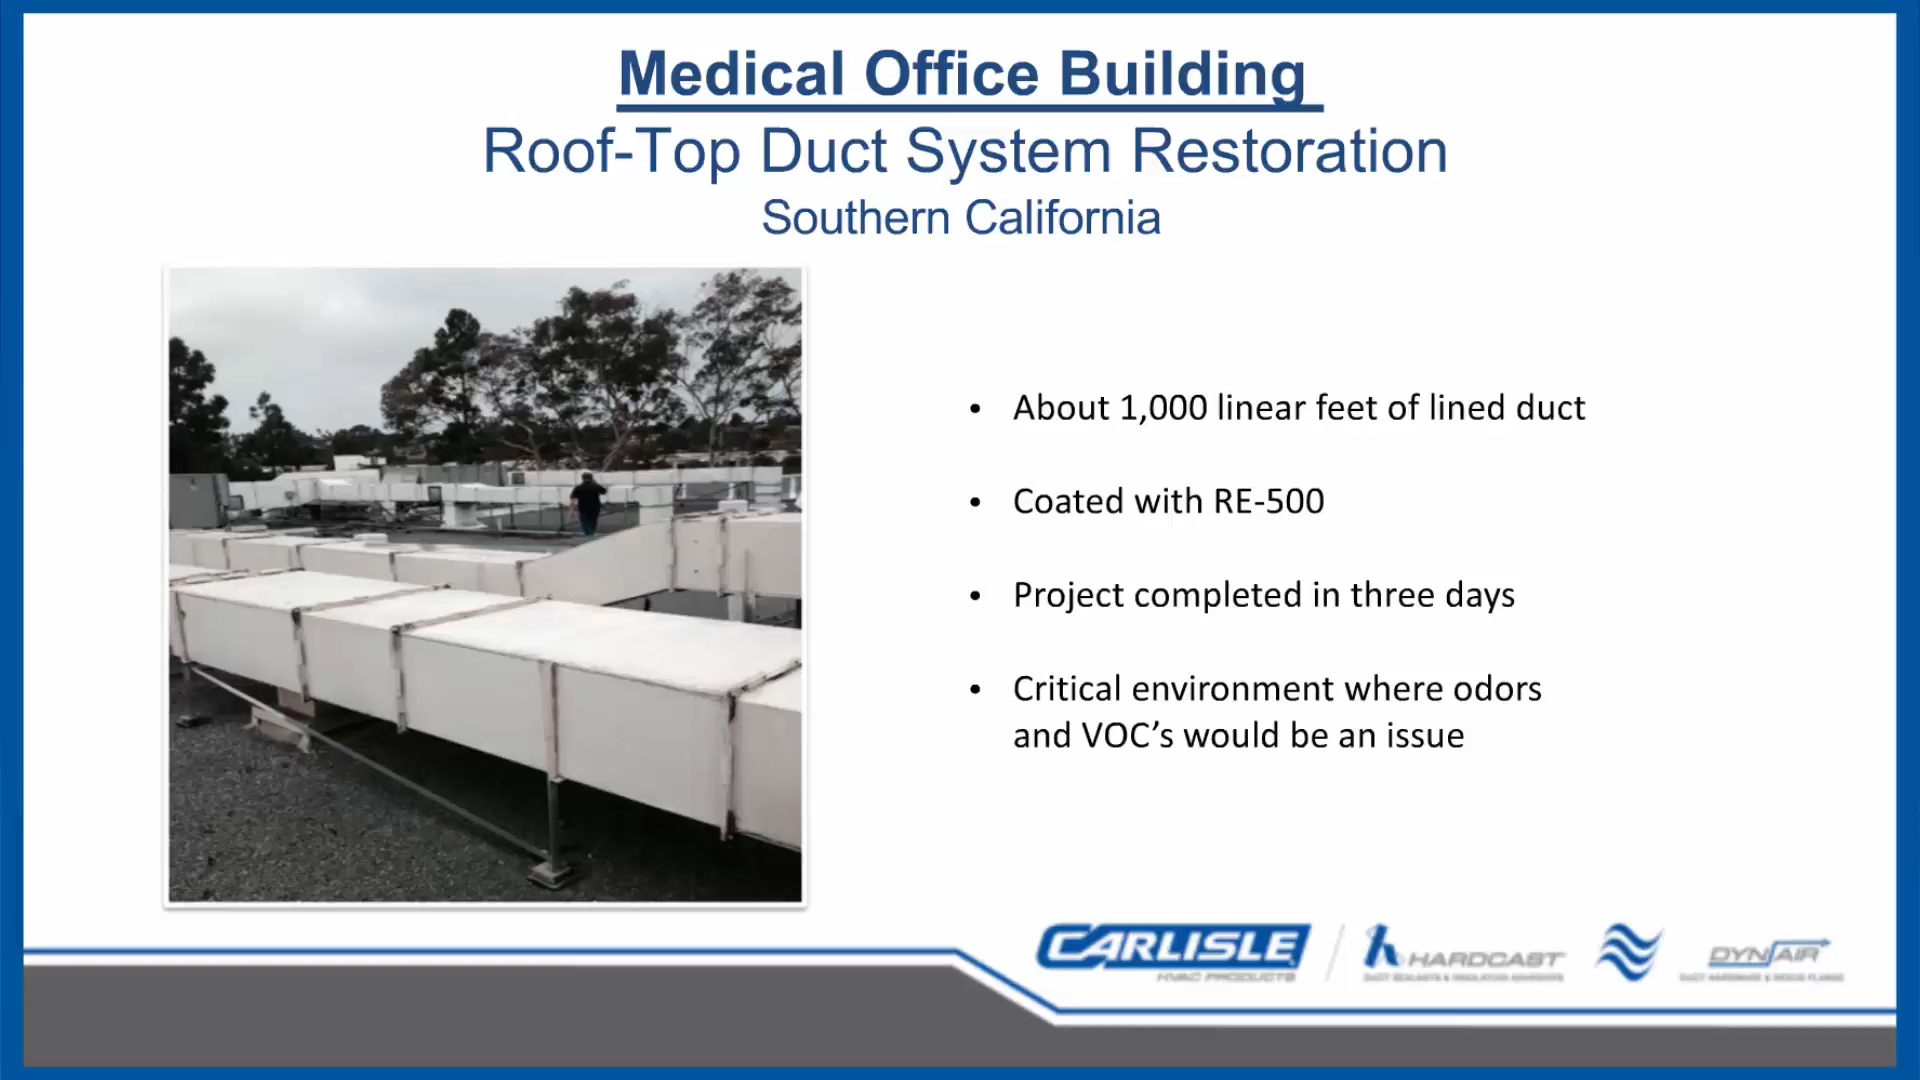 Medical Office Building
Roof-Top Duct System Restoration
Southern California
• About 1,000 linear feet of lined duct
• Coated with RE-500
• Project completed in three days
• Critical environment where odors
and VOC’s would be an issue
CARLISLE
HVAC PRODUCTS
HARDCAST
DYNAIR